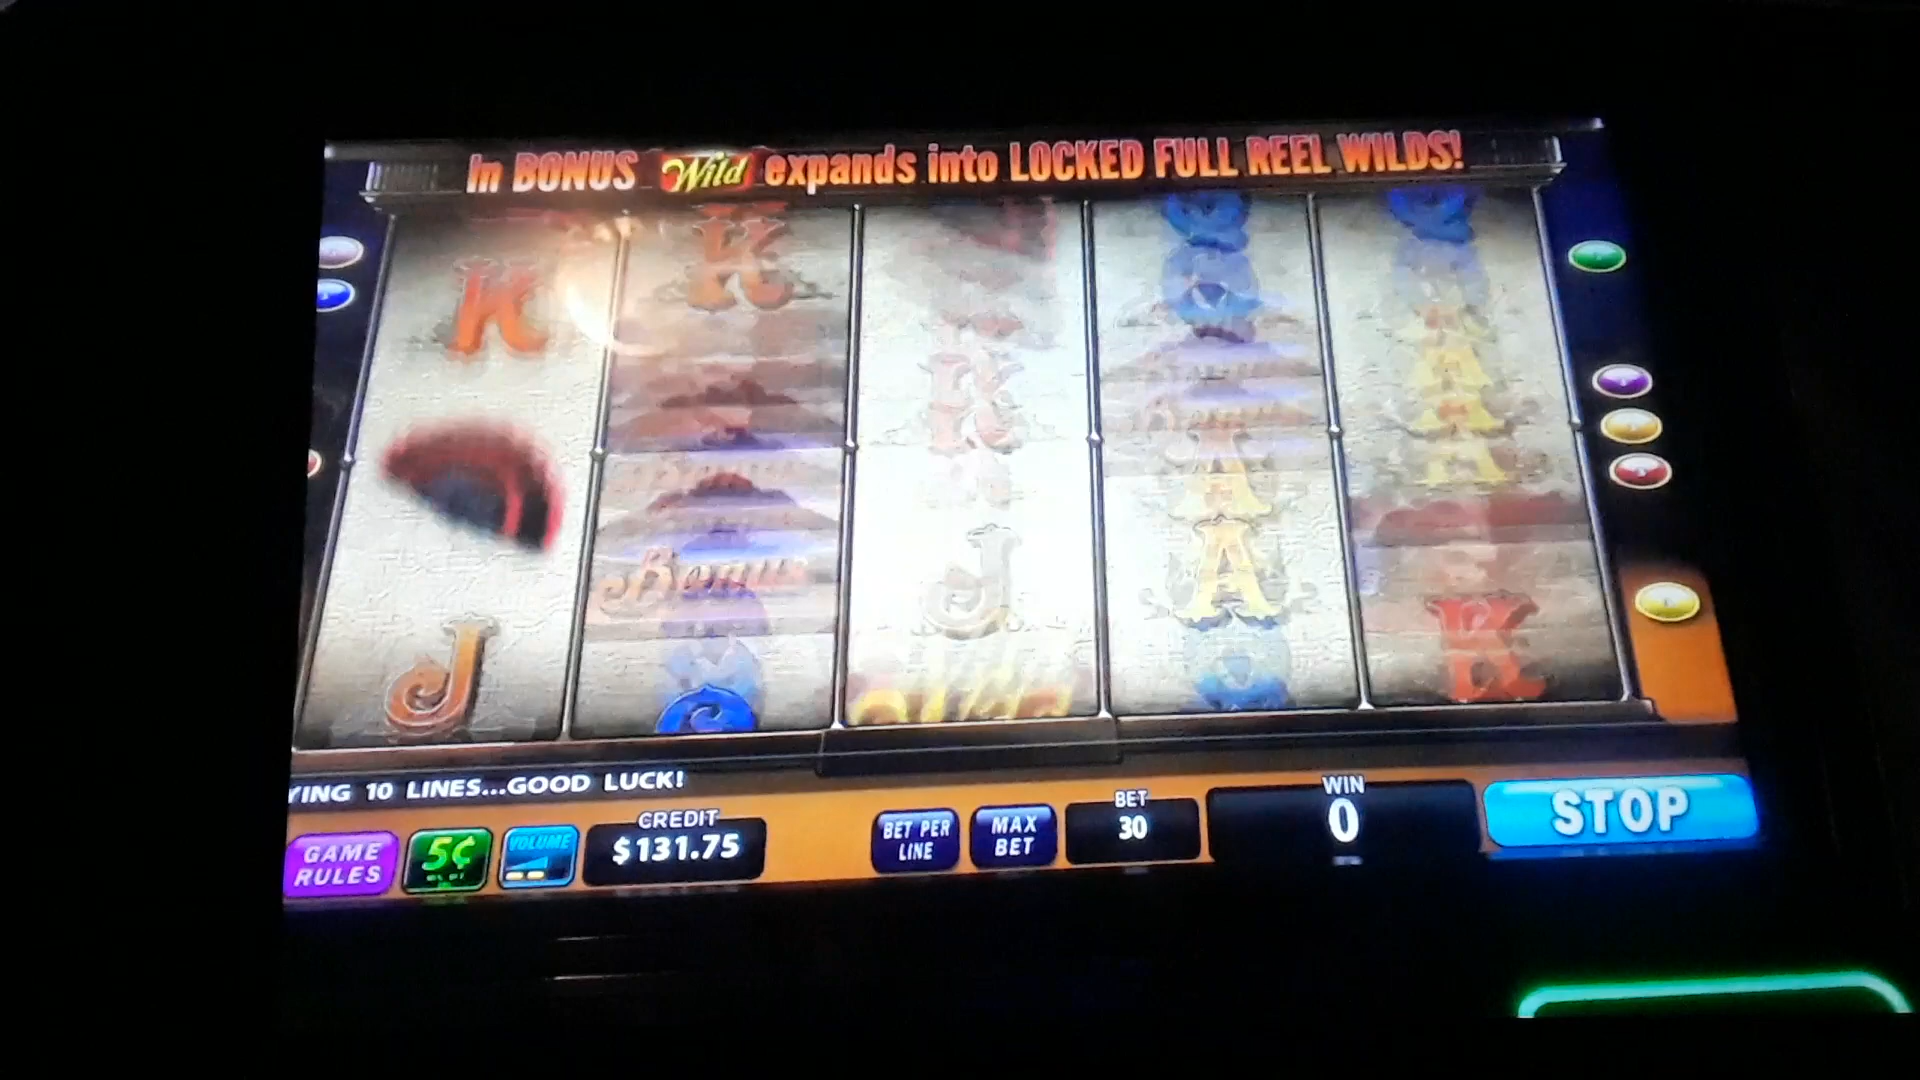 In BONUS Wild expands into LOCKED FULL REEL WILDS!
K
K
J
Bonus
J
A
A
K
YING 10 LINES...GOOD LUCK!
GAME RULES
5¢
VOLUME
CREDIT
$131.75
BET PER LINE
MAX BET
BET
30
WIN
0
STOP